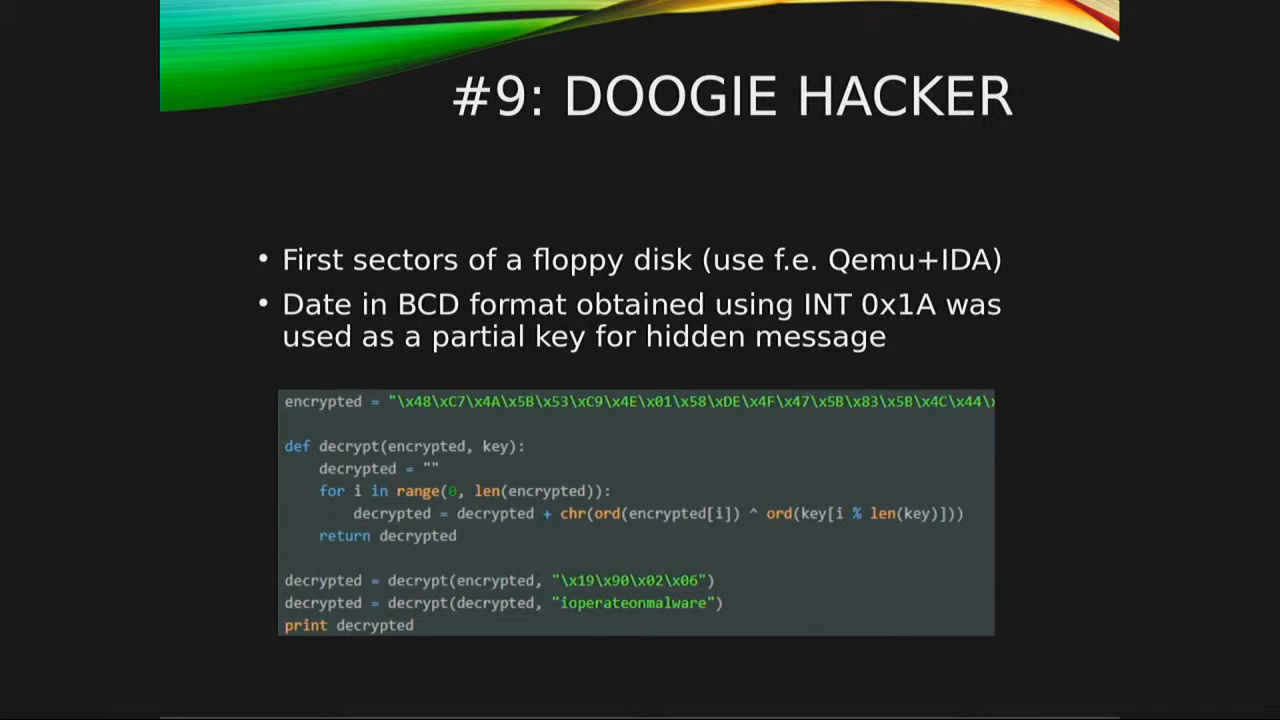 #9: DOOGIE HACKER
• First sectors of a floppy disk (use f.e. Qemu+IDA)
• Date in BCD format obtained using INT 0x1A was
used as a partial key for hidden message
encrypted = "\x48\xC7\x4A\x5B\x53\xC9\x4E\x01\x58\xDE\x4F\x47\x5B\x83\x5B\x4C\x44\
def decrypt(encrypted, key):
    decrypted = ""
    for i in range(0, len(encrypted)):
        decrypted = decrypted + chr(ord(encrypted[i]) ^ ord(key[i % len(key)]))
    return decrypted
decrypted = decrypt(encrypted, "\x19\x90\x02\x06")
decrypted = decrypt(decrypted, "ioperateonmalware")
print decrypted